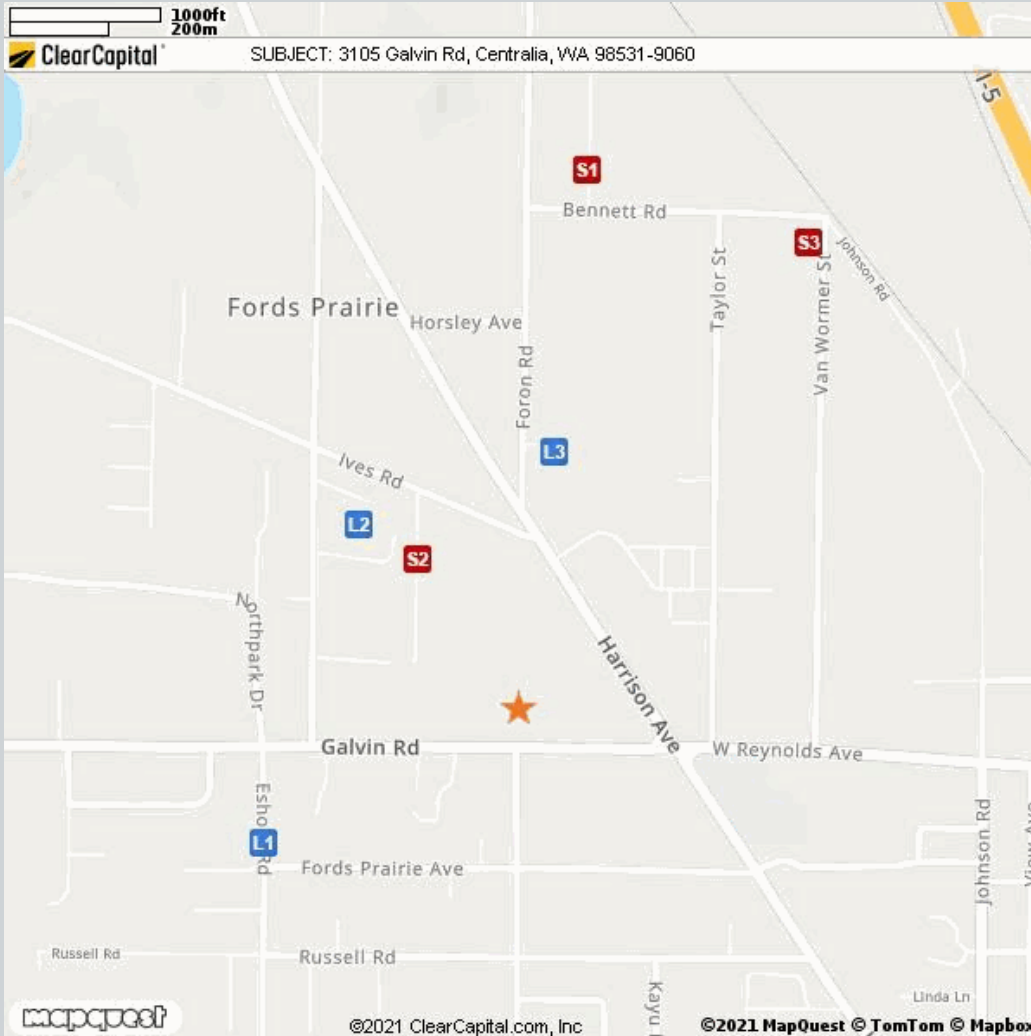 1000ft
200m
ClearCapital
SUBJECT: 3105 Galvin Rd, Centralia, WA 98531-9060
I-5
S1
Bennett Rd
S3
Johnson Rd
Taylor St
Van Wormer St
Fords Prairie
Horsley Ave
Foron Rd
L3
Ives Rd
L2
S2
Northpark Dr
Harrison Ave
Galvin Rd
W Reynolds Ave
L1
Fords Prairie Ave
Johnson Rd
Russell Rd
Russell Rd
Linda Ln
mapquest
©2021 ClearCapital.com, Inc
©2021 MapQuest © TomTom © Mapbox